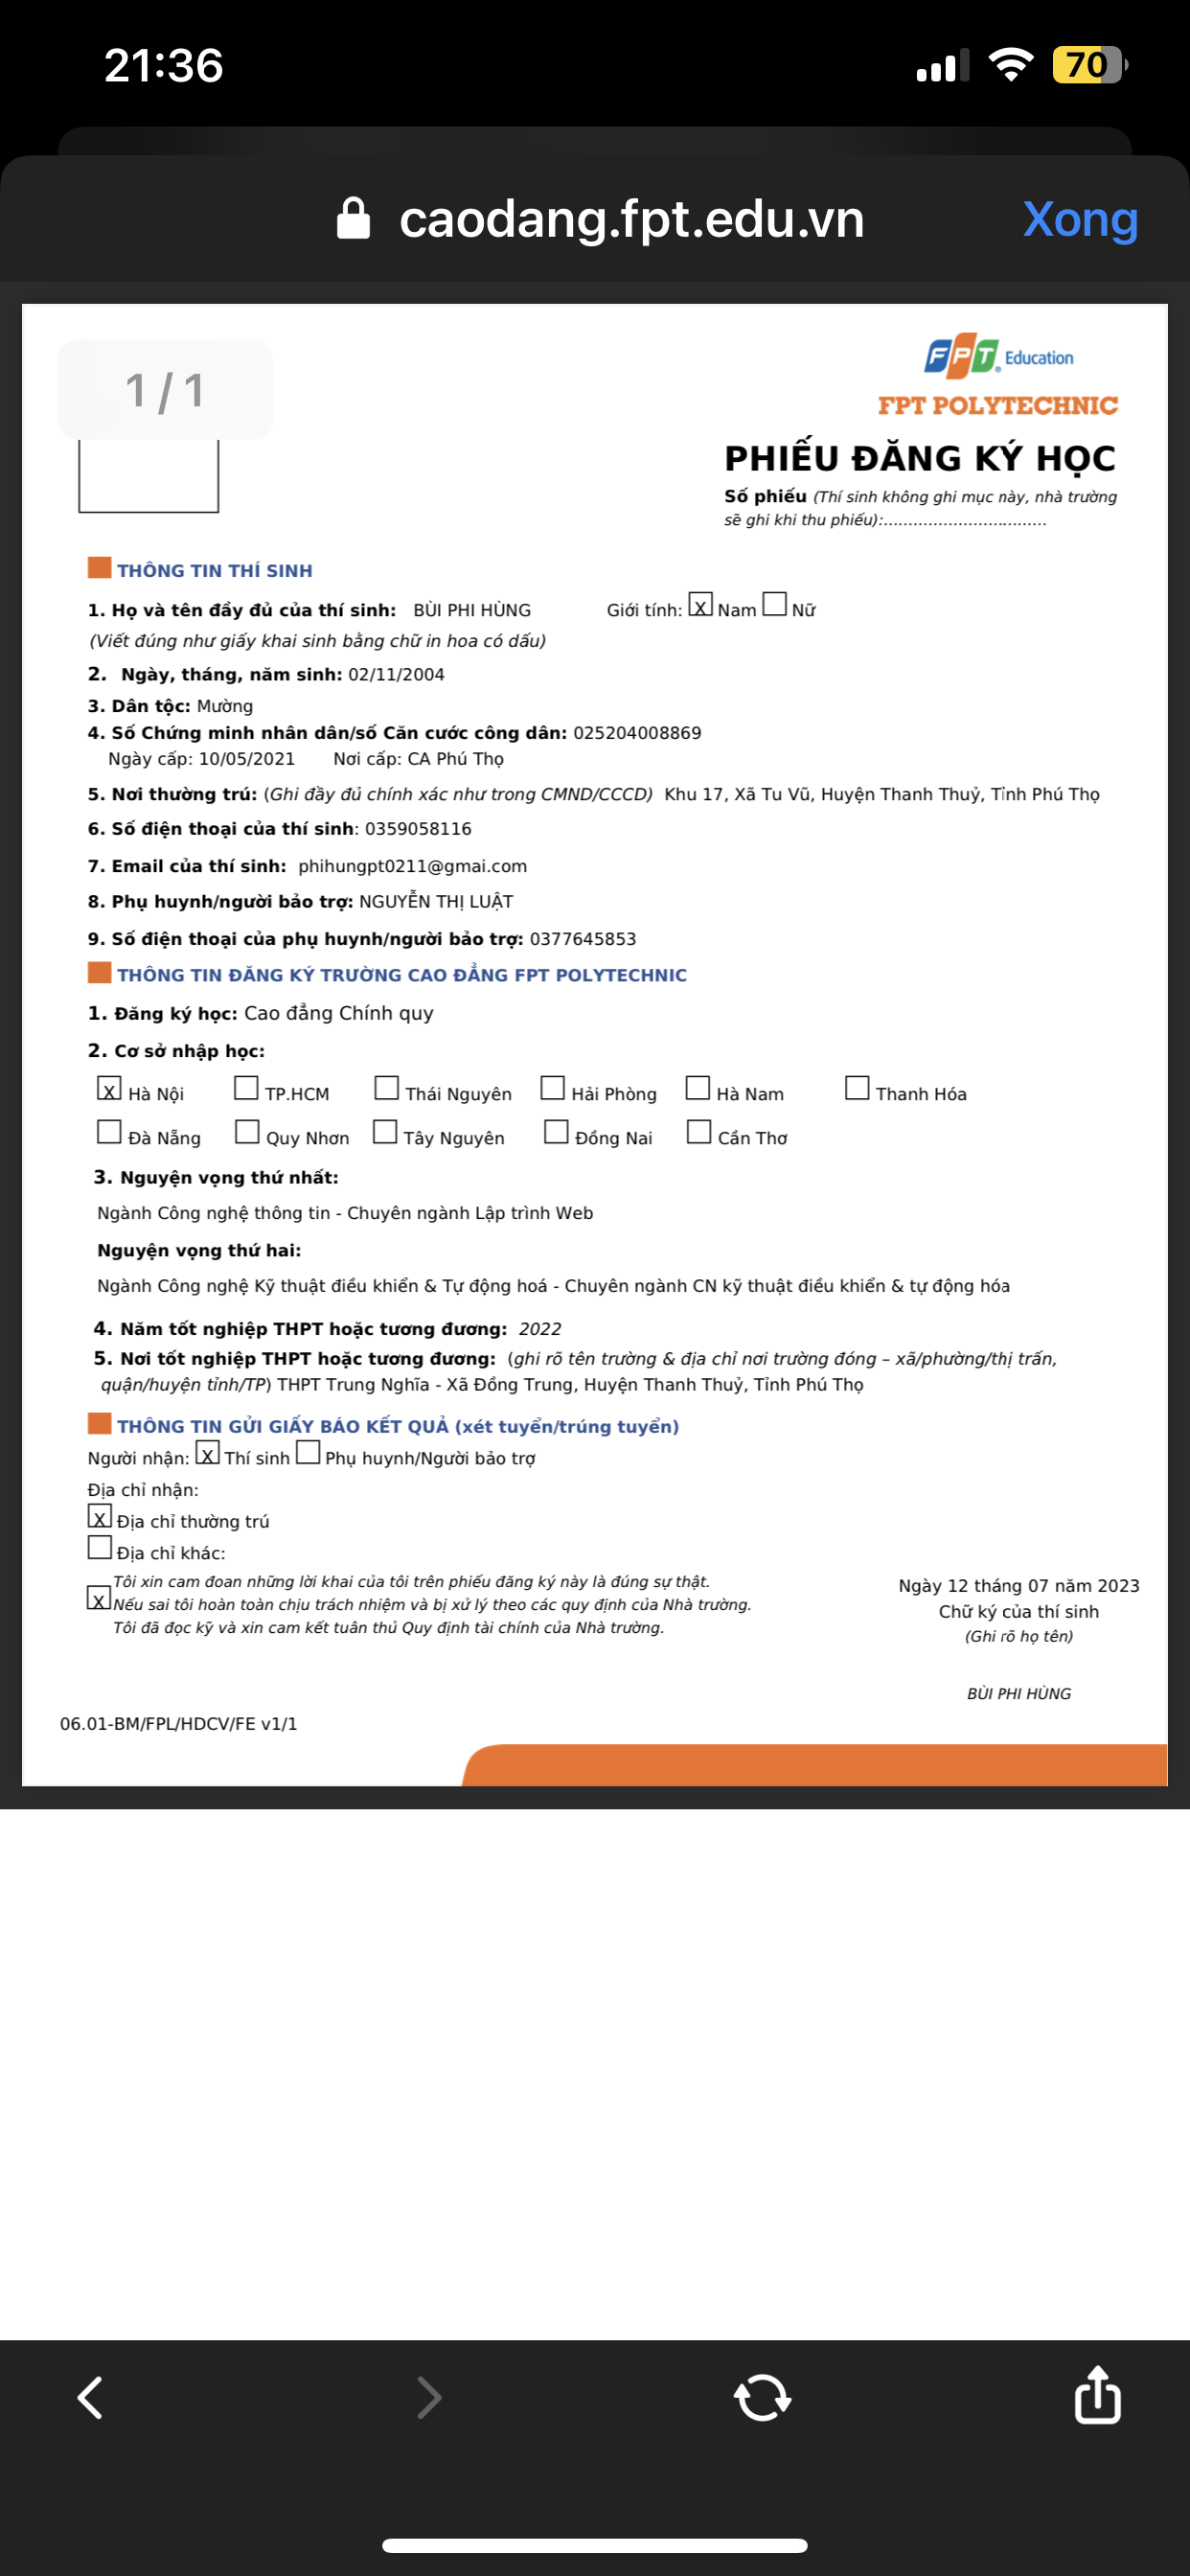 21:36
70
caodang.fpt.edu.vn
Xong
1 / 1
FPT Education
FPT POLYTECHNIC
PHIẾU ĐĂNG KÝ HỌC
Số phiếu (Thí sinh không ghi mục này, nhà trường
sẽ ghi khi thu phiếu):.................................
THÔNG TIN THÍ SINH
1. Họ và tên đầy đủ của thí sinh: BÙI PHI HÙNG Giới tính: X Nam Nữ
(Viết đúng như giấy khai sinh bằng chữ in hoa có dấu)
2. Ngày, tháng, năm sinh: 02/11/2004
3. Dân tộc: Mường
4. Số Chứng minh nhân dân/số Căn cước công dân: 025204008869
Ngày cấp: 10/05/2021 Nơi cấp: CA Phú Thọ
5. Nơi thường trú: (Ghi đầy đủ chính xác như trong CMND/CCCD) Khu 17, Xã Tu Vũ, Huyện Thanh Thuỷ, Tỉnh Phú Thọ
6. Số điện thoại của thí sinh: 0359058116
7. Email của thí sinh: phihungpt0211@gmai.com
8. Phụ huynh/người bảo trợ: NGUYỄN THỊ LUẬT
9. Số điện thoại của phụ huynh/người bảo trợ: 0377645853
THÔNG TIN ĐĂNG KÝ TRƯỜNG CAO ĐẲNG FPT POLYTECHNIC
1. Đăng ký học: Cao đẳng Chính quy
2. Cơ sở nhập học:
X Hà Nội TP.HCM Thái Nguyên Hải Phòng Hà Nam Thanh Hóa
Đà Nẵng Quy Nhơn Tây Nguyên Đồng Nai Cần Thơ
3. Nguyện vọng thứ nhất:
Ngành Công nghệ thông tin - Chuyên ngành Lập trình Web
Nguyện vọng thứ hai:
Ngành Công nghệ Kỹ thuật điều khiển & Tự động hoá - Chuyên ngành CN kỹ thuật điều khiển & tự động hóa
4. Năm tốt nghiệp THPT hoặc tương đương: 2022
5. Nơi tốt nghiệp THPT hoặc tương đương: (ghi rõ tên trường & địa chỉ nơi trường đóng – xã/phường/thị trấn,
quận/huyện tỉnh/TP) THPT Trung Nghĩa - Xã Đồng Trung, Huyện Thanh Thuỷ, Tỉnh Phú Thọ
THÔNG TIN GỬI GIẤY BÁO KẾT QUẢ (xét tuyển/trúng tuyển)
Người nhận: X Thí sinh Phụ huynh/Người bảo trợ
Địa chỉ nhận:
X Địa chỉ thường trú
Địa chỉ khác:
Tôi xin cam đoan những lời khai của tôi trên phiếu đăng ký này là đúng sự thật.
X Nếu sai tôi hoàn toàn chịu trách nhiệm và bị xử lý theo các quy định của Nhà trường.
Tôi đã đọc kỹ và xin cam kết tuân thủ Quy định tài chính của Nhà trường.
Ngày 12 tháng 07 năm 2023
Chữ ký của thí sinh
(Ghi rõ họ tên)
BÙI PHI HÙNG
06.01-BM/FPL/HDCV/FE v1/1